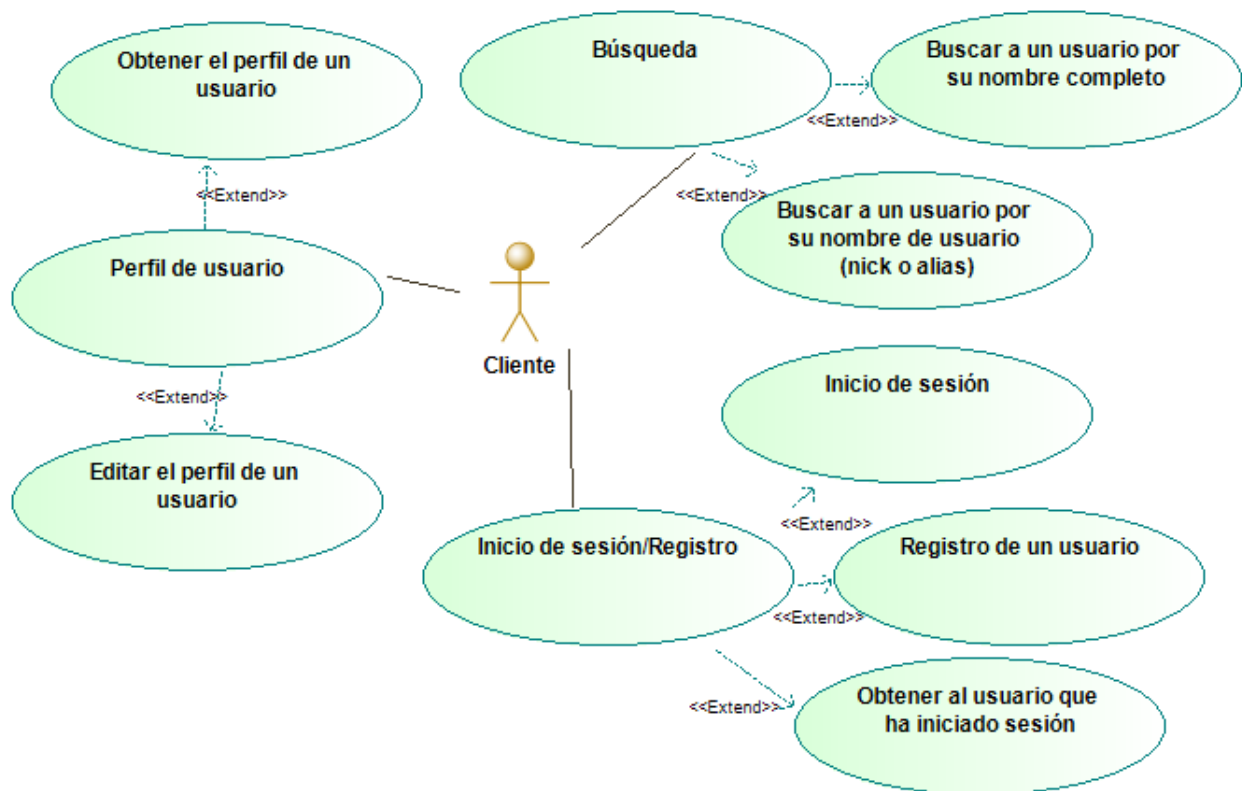 Obtener el perfil de un
usuario
Búsqueda
Buscar a un usuario por
su nombre completo
<<Extend>>
<<Extend>>
<<Extend>>
Buscar a un usuario por
su nombre de usuario
(nick o alias)
Perfil de usuario
Cliente
<<Extend>>
Inicio de sesión
Editar el perfil de un
usuario
<<Extend>>
Inicio de sesión/Registro
Registro de un usuario
<<Extend>>
<<Extend>>
Obtener al usuario que
ha iniciado sesión